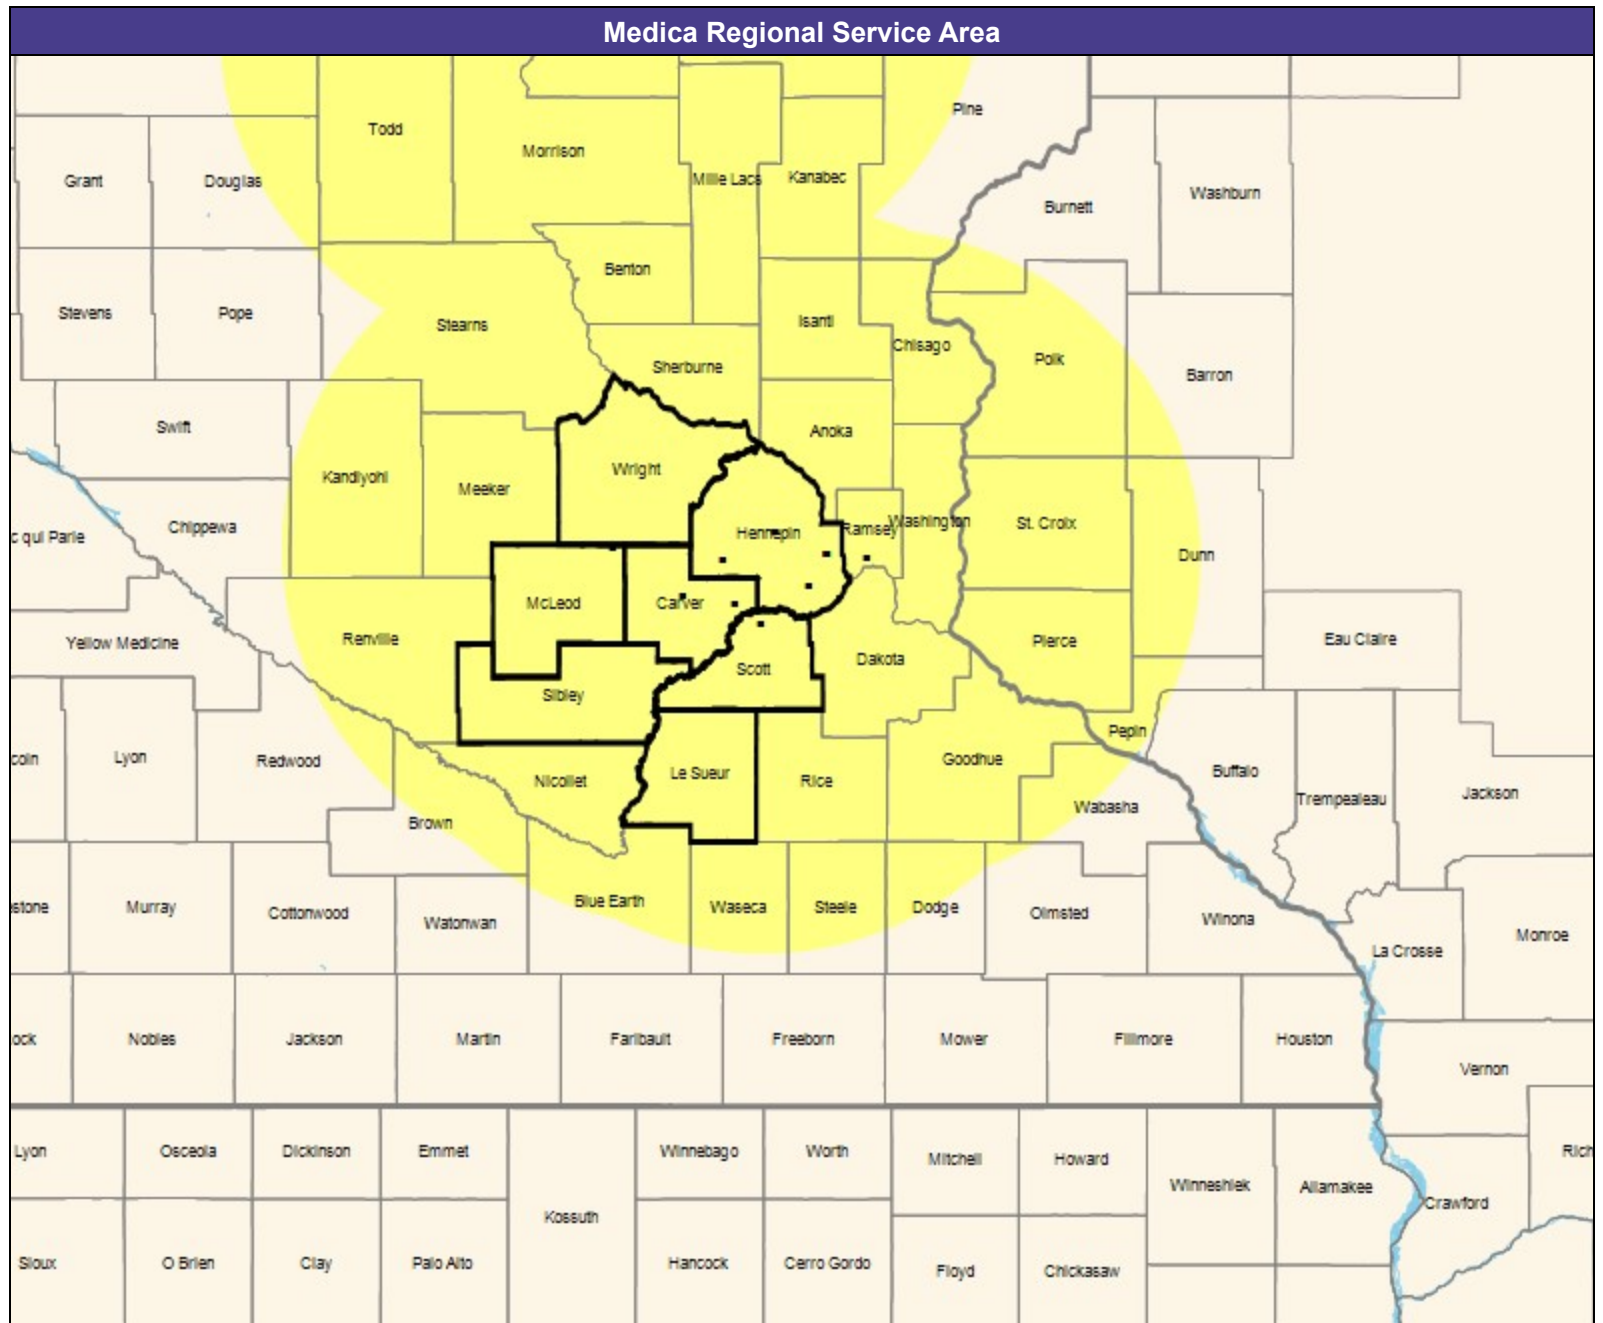 Medica Regional Service Area
Pine
Todd
Morrison
Grant
Douglas
Mille Lacs
Kanabec
Burnett
Washburn
Benton
Stevens
Pope
Stearns
Isanti
Chisago
Polk
Barron
Sherburne
Swift
Anoka
Wright
Kandiyohi
Meeker
Chippewa
Hennepin
Ramsey
Washington
St. Croix
c qui Parle
Dunn
McLeod
Carver
Yellow Medicine
Renville
Scott
Dakota
Pierce
Eau Claire
Sibley
coln
Lyon
Redwood
Nicollet
Le Sueur
Rice
Goodhue
Pepin
Buffalo
Trempealeau
Jackson
Brown
Wabasha
stone
Murray
Cottonwood
Watonwan
Blue Earth
Waseca
Steele
Dodge
Olmsted
Winona
La Crosse
Monroe
ock
Nobles
Jackson
Martin
Faribault
Freeborn
Mower
Fillmore
Houston
Vernon
Lyon
Osceola
Dickinson
Emmet
Winnebago
Worth
Mitchell
Howard
Winneshiek
Allamakee
Crawford
Rich
Sioux
O Brien
Clay
Palo Alto
Kossuth
Hancock
Cerro Gordo
Floyd
Chickasaw